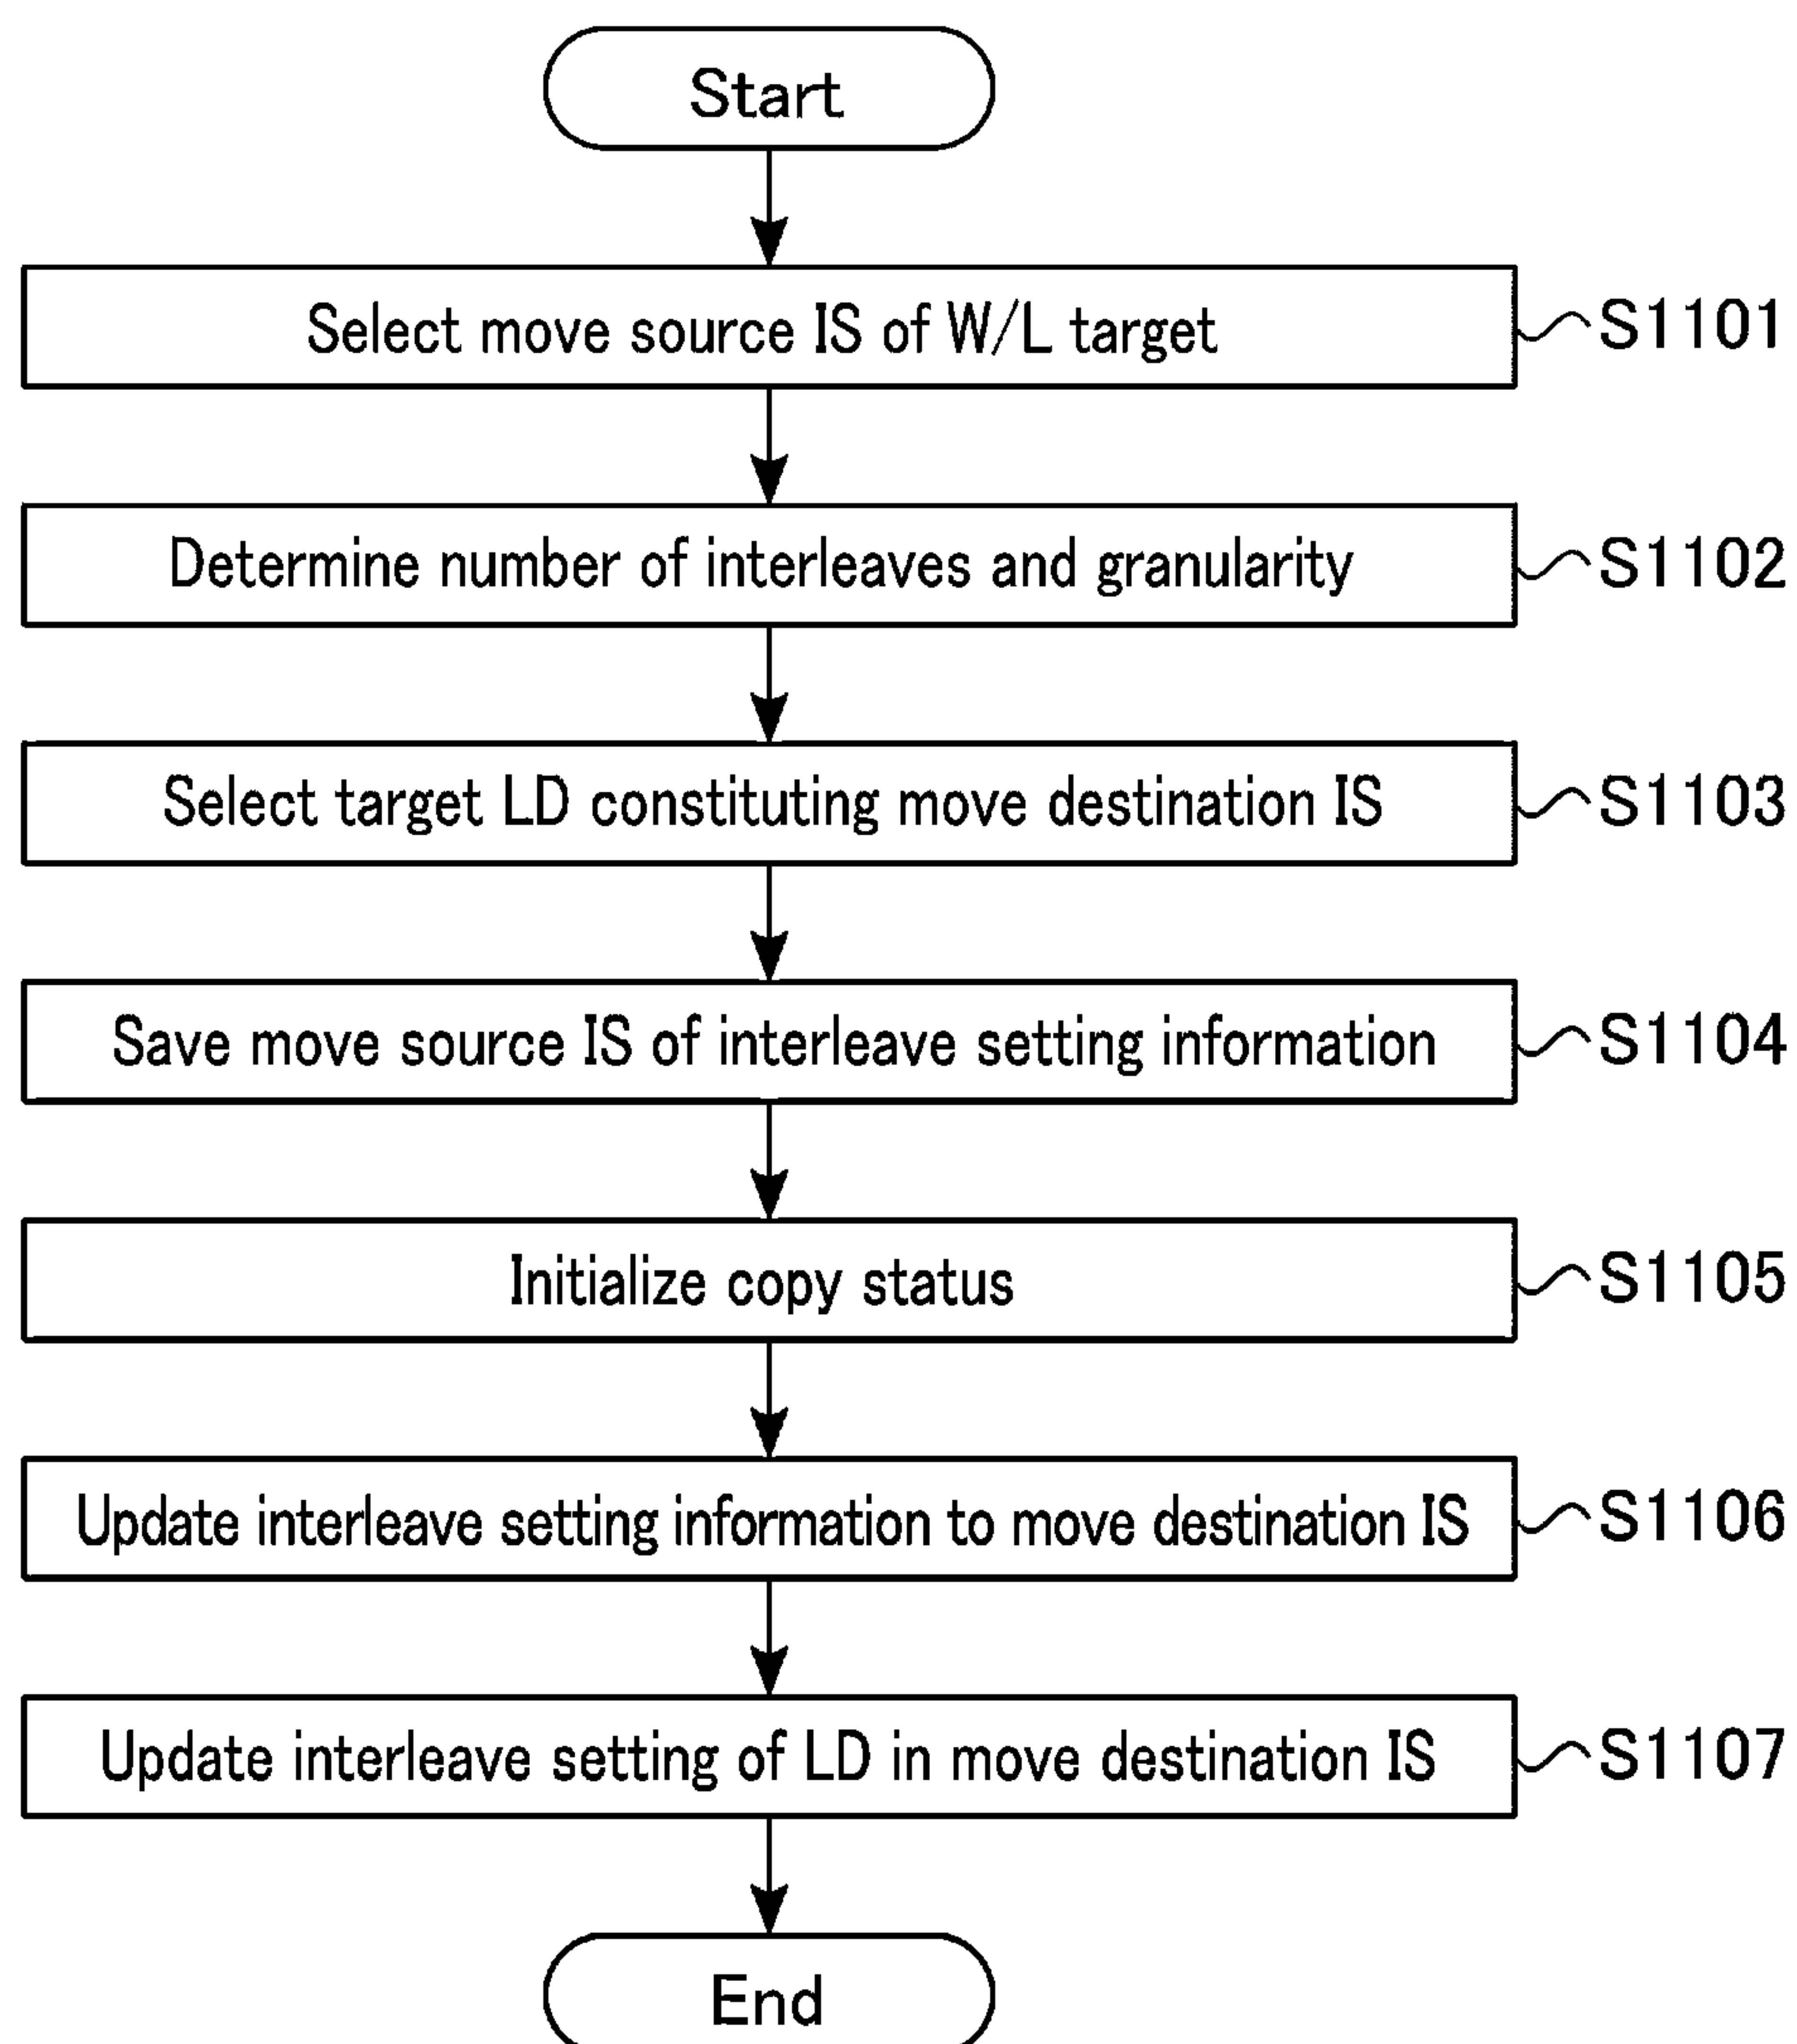 Start
Select move source IS of W/L target
S1101
Determine number of interleaves and granularity
S1102
Select target LD constituting move destination IS
S1103
Save move source IS of interleave setting information
S1104
Initialize copy status
S1105
Update interleave setting information to move destination IS
S1106
Update interleave setting of LD in move destination IS
S1107
End